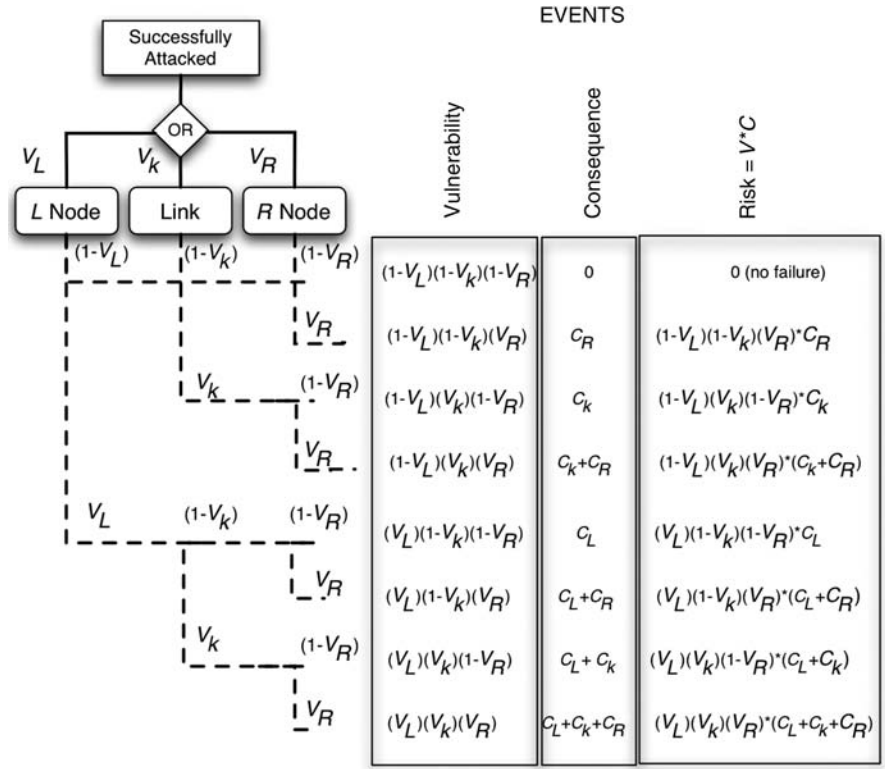 EVENTS
Successfully
Attacked
OR
V_L
V_k
V_R
L Node
Link
R Node
Vulnerability
Consequence
Risk = V*C
(1-V_L)
(1-V_k)
(1-V_R)
(1-V_L)(1-V_k)(1-V_R)
0
0 (no failure)
V_R
(1-V_L)(1-V_k)(V_R)
C_R
(1-V_L)(1-V_k)(V_R)*C_R
V_k
(1-V_R)
(1-V_L)(V_k)(1-V_R)
C_k
(1-V_L)(V_k)(1-V_R)*C_k
V_R
(1-V_L)(V_k)(V_R)
C_k+C_R
(1-V_L)(V_k)(V_R)*(C_k+C_R)
V_L
(1-V_k)
(1-V_R)
(V_L)(1-V_k)(1-V_R)
C_L
(V_L)(1-V_k)(1-V_R)*C_L
V_R
(V_L)(1-V_k)(V_R)
C_L+C_R
(V_L)(1-V_k)(V_R)*(C_L+C_R)
V_k
(1-V_R)
(V_L)(V_k)(1-V_R)
C_L+C_k
(V_L)(V_k)(1-V_R)*(C_L+C_k)
V_R
(V_L)(V_k)(V_R)
C_L+C_k+C_R
(V_L)(V_k)(V_R)*(C_L+C_k+C_R)